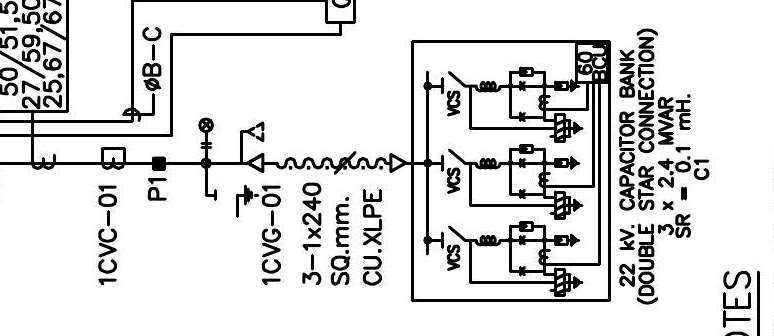 50/51,5
27/59,50
25,67/67
øB-C
1CVC-01
P1
1CVG-01
3-1x240
SQ.mm.
CU.XLPE
VCS
VCS
VCS
60
BCU
22 kV. CAPACITOR BANK
(DOUBLE STAR CONNECTION)
3 x 2.4 MVAR
SR = 0.1 mH.
C1
OTES